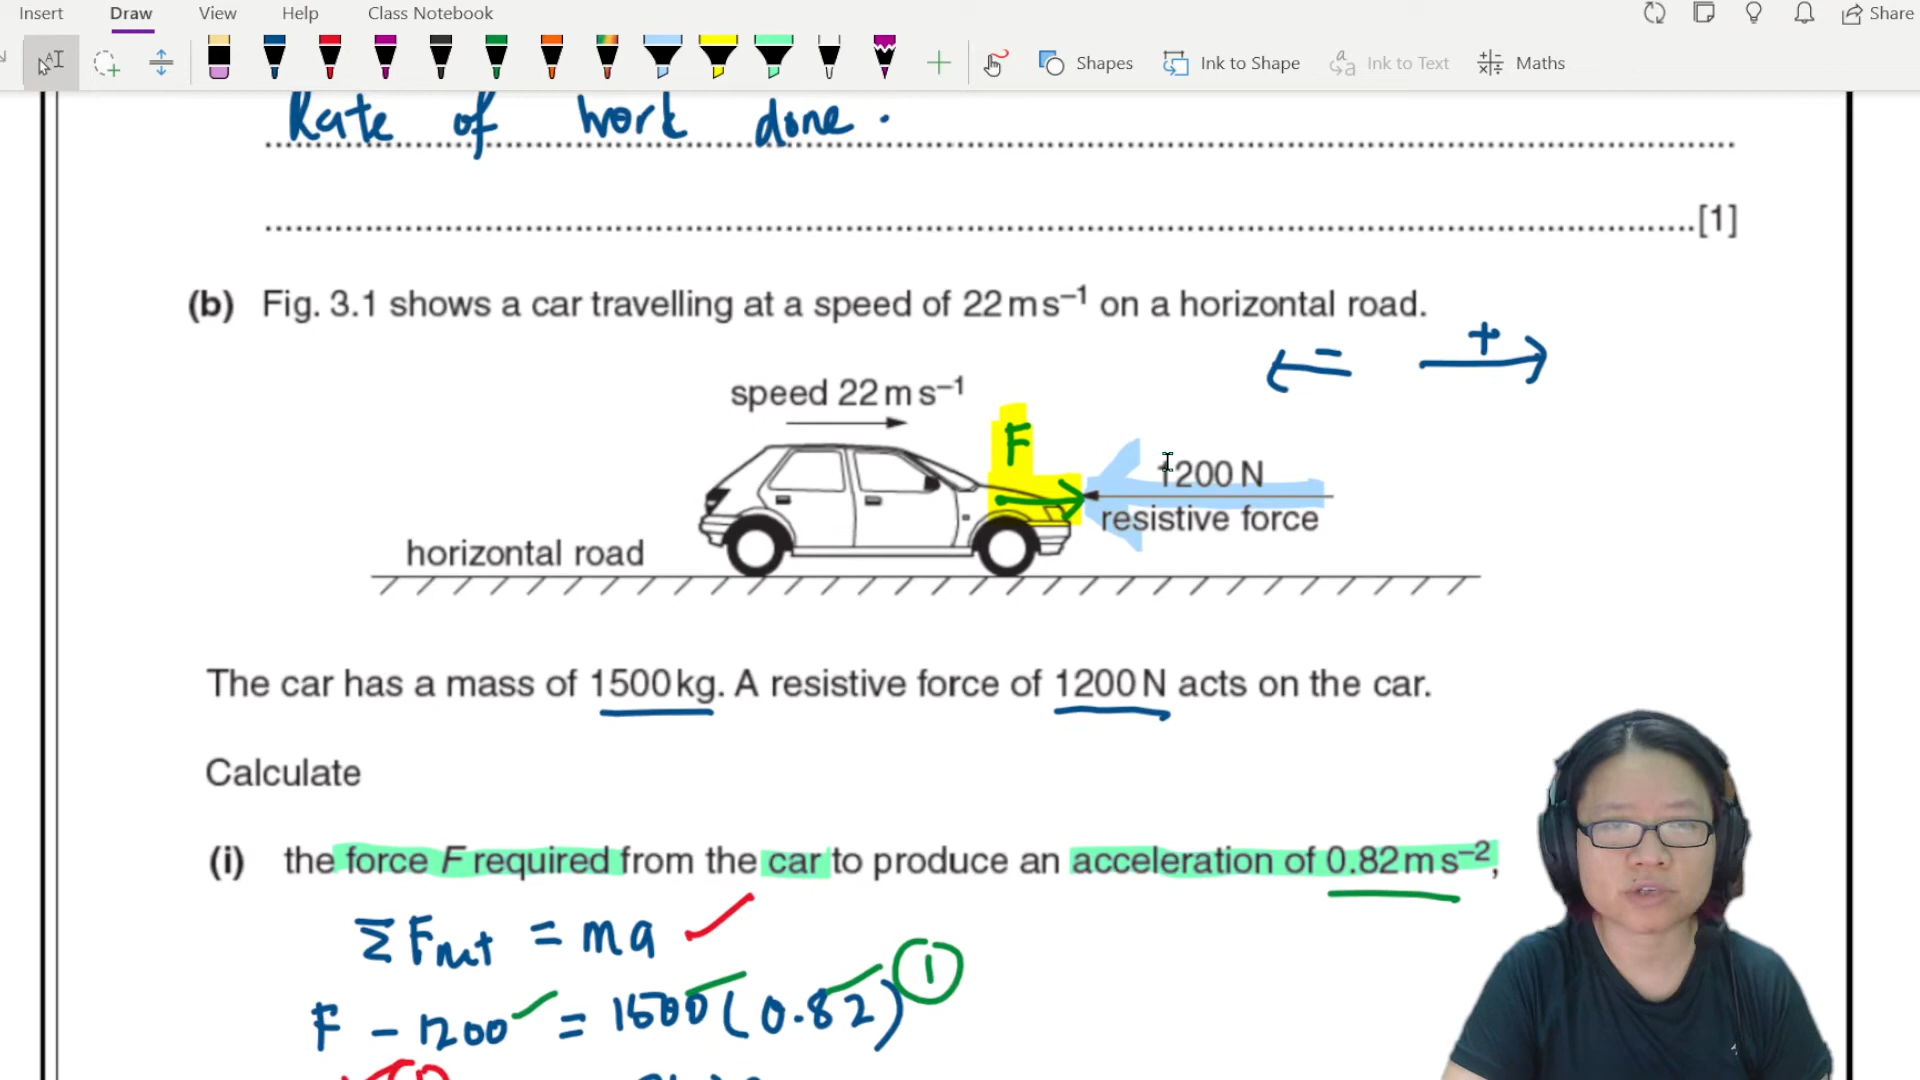 Insert Draw View Help Class Notebook Share
Shapes Ink to Shape Ink to Text Maths
Rate of work done.
[1]
(b) Fig. 3.1 shows a car travelling at a speed of 22 m s⁻¹ on a horizontal road.
− +
speed 22 m s⁻¹
F
1200 N
resistive force
horizontal road
The car has a mass of 1500 kg. A resistive force of 1200 N acts on the car.
Calculate
(i) the force F required from the car to produce an acceleration of 0.82 m s⁻²,
ΣFnet = ma
F − 1200 = 1500 (0.82) 1